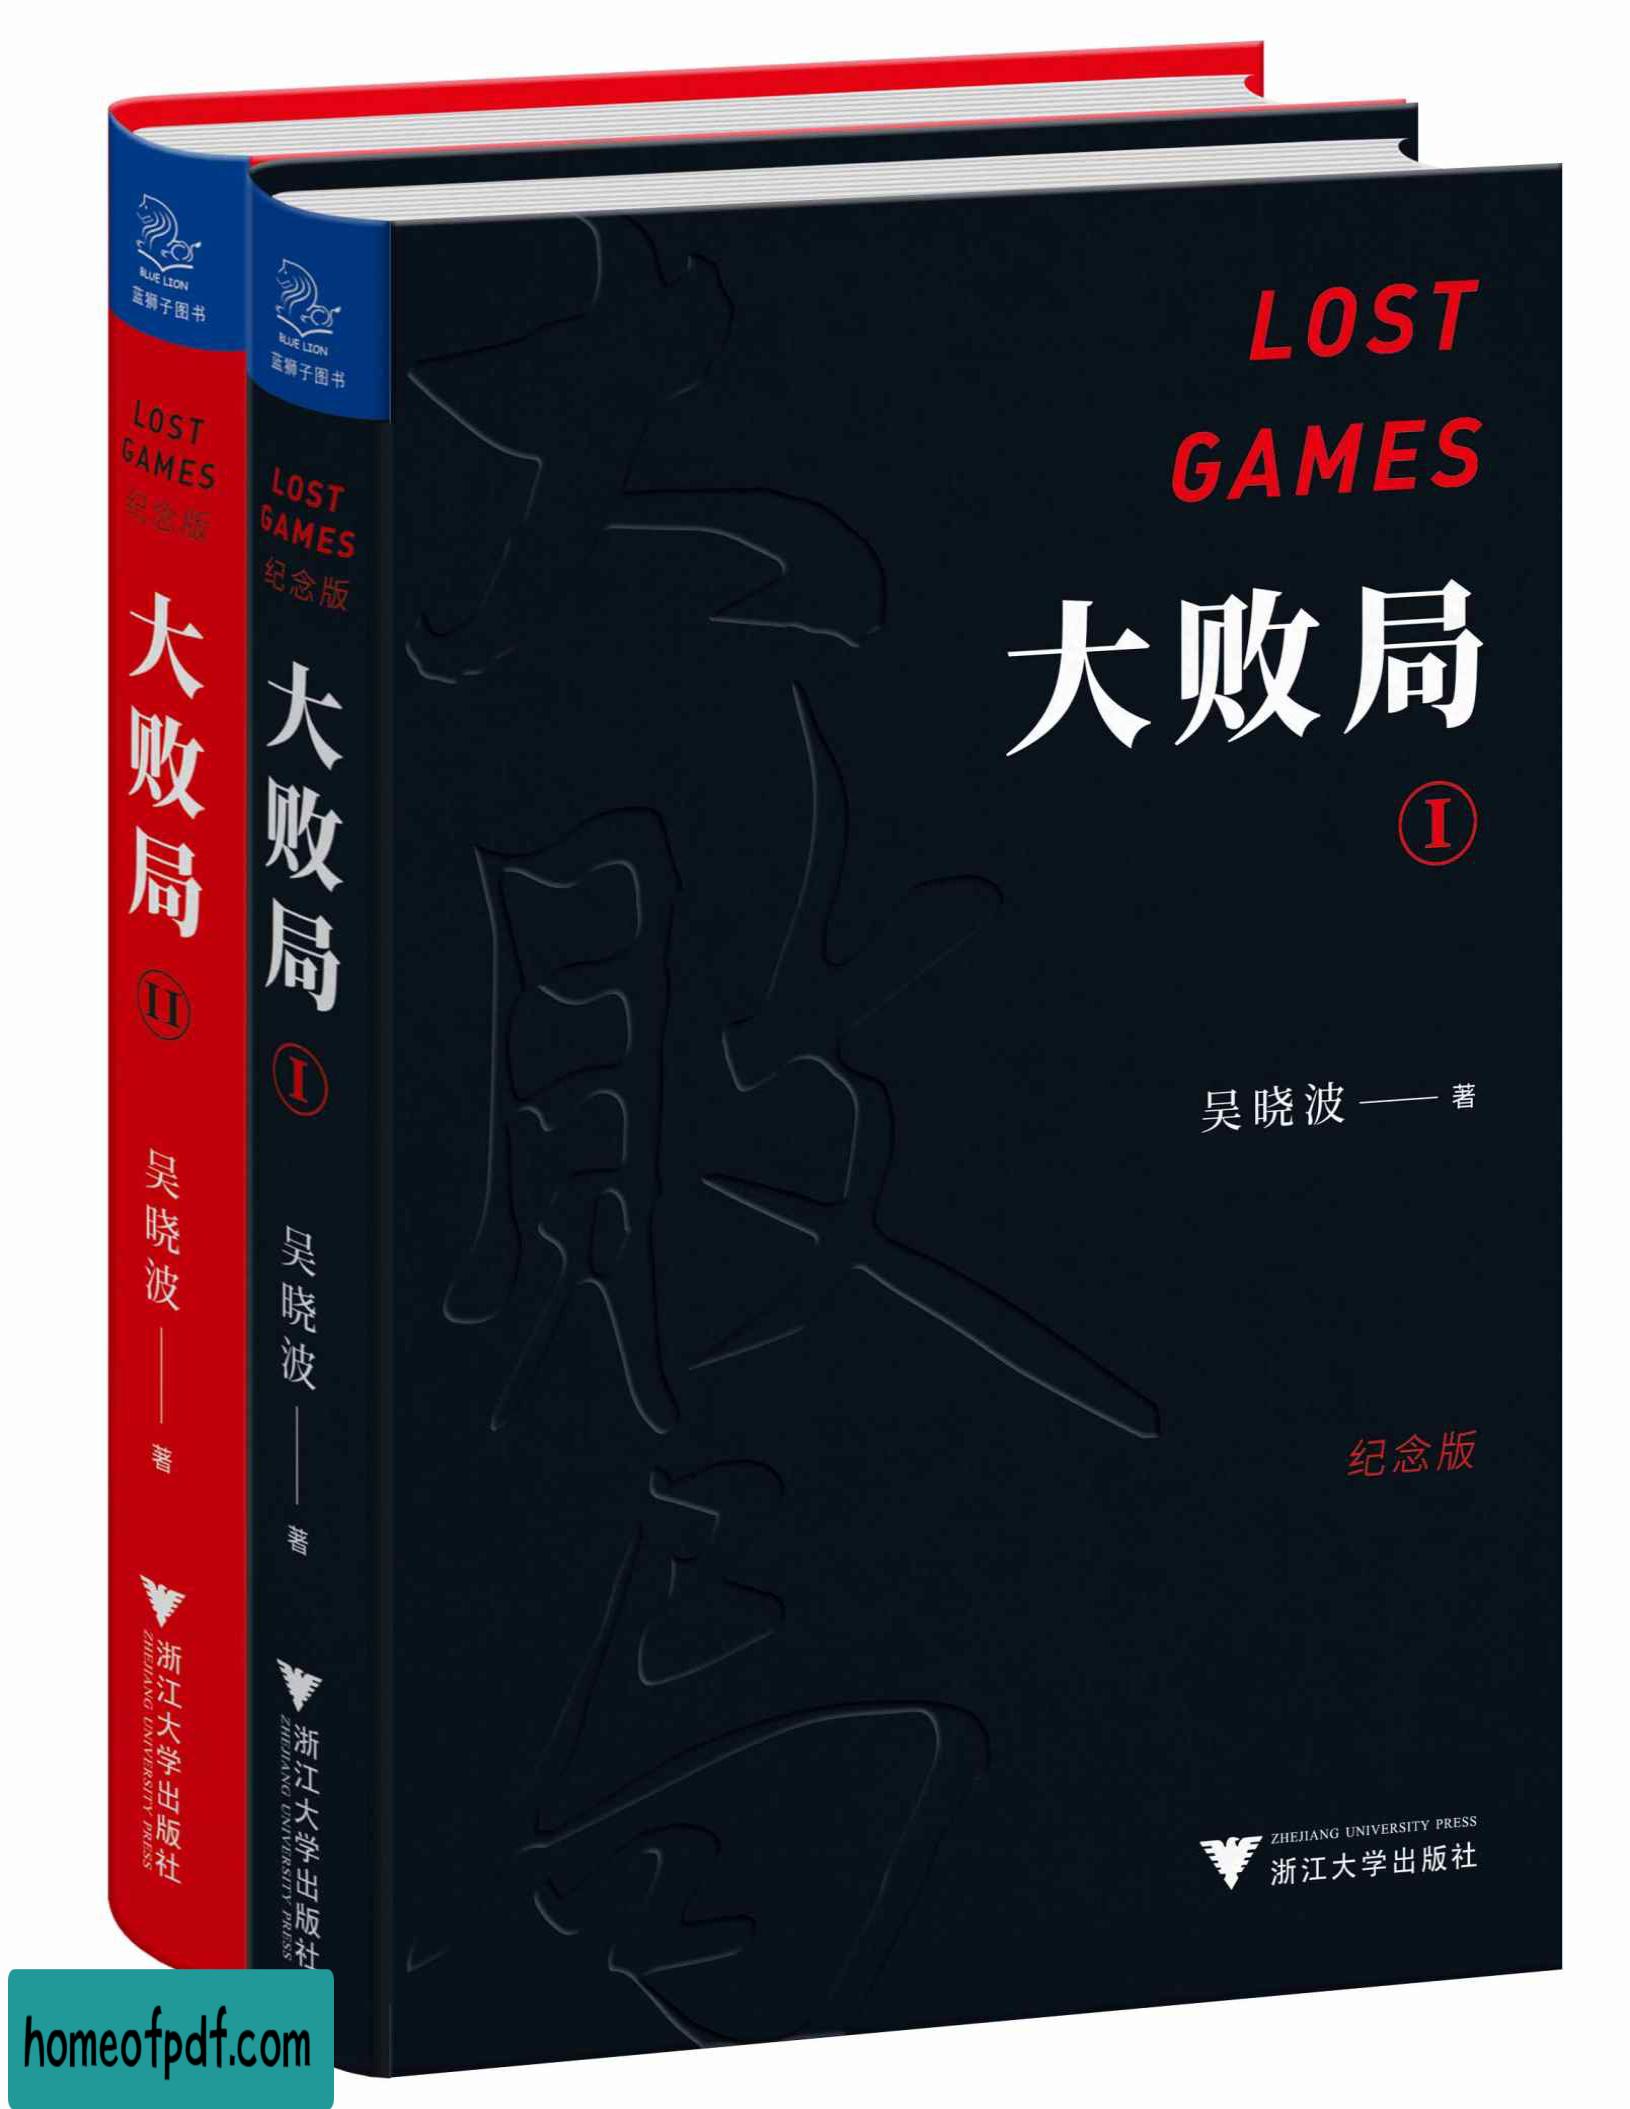 BLUE LION
蓝狮子图书
LOST
GAMES
纪念版
大败局
II
吴晓波——著
浙江大学出版社
ZHEJIANG UNIVERSITY PRESS
BLUE LION
蓝狮子图书
LOST
GAMES
纪念版
大败局
I
吴晓波——著
浙江大学出版社
ZHEJIANG UNIVERSITY PRESS
LOST
GAMES
大败局
I
吴晓波——著
纪念版
ZHEJIANG UNIVERSITY PRESS
浙江大学出版社
大
敗
局
homeofpdf.com